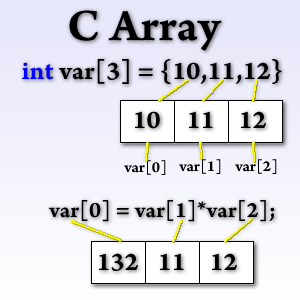 C Array
int var[3] = {10,11,12}
10 11 12
var[0] var[1] var[2]
var[0] = var[1]*var[2];
132 11 12